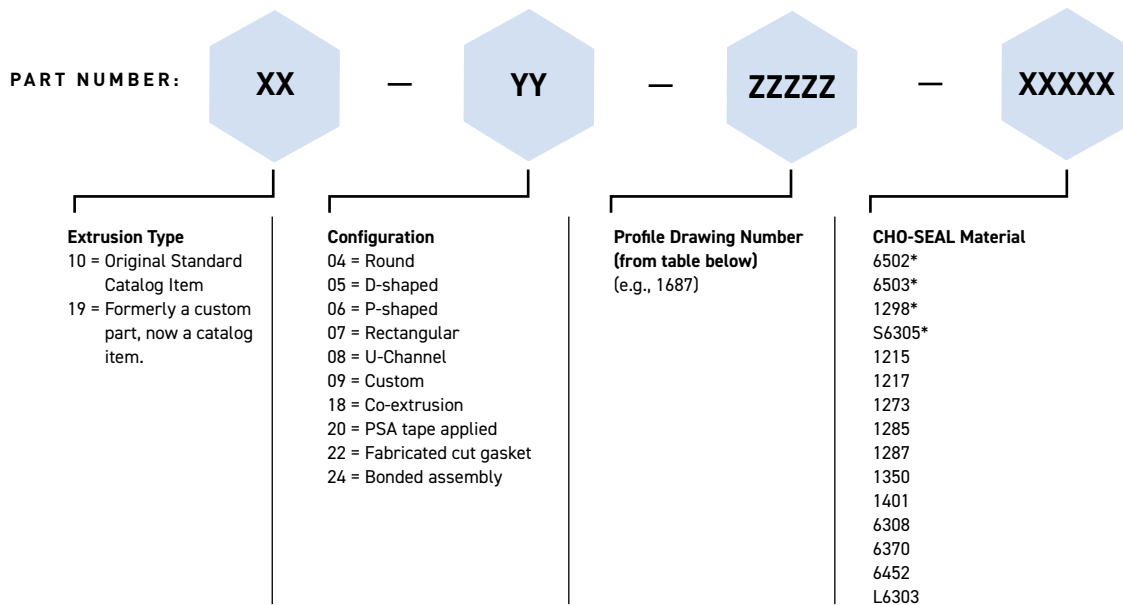 PART NUMBER: XX — YY — ZZZZZ — XXXXX
Extrusion Type
10 = Original Standard
Catalog Item
19 = Formerly a custom
part, now a catalog
item.
Configuration
04 = Round
05 = D-shaped
06 = P-shaped
07 = Rectangular
08 = U-Channel
09 = Custom
18 = Co-extrusion
20 = PSA tape applied
22 = Fabricated cut gasket
24 = Bonded assembly
Profile Drawing Number
(from table below)
(e.g., 1687)
CHO-SEAL Material
6502*
6503*
1298*
S6305*
1215
1217
1273
1285
1287
1350
1401
6308
6370
6452
L6303